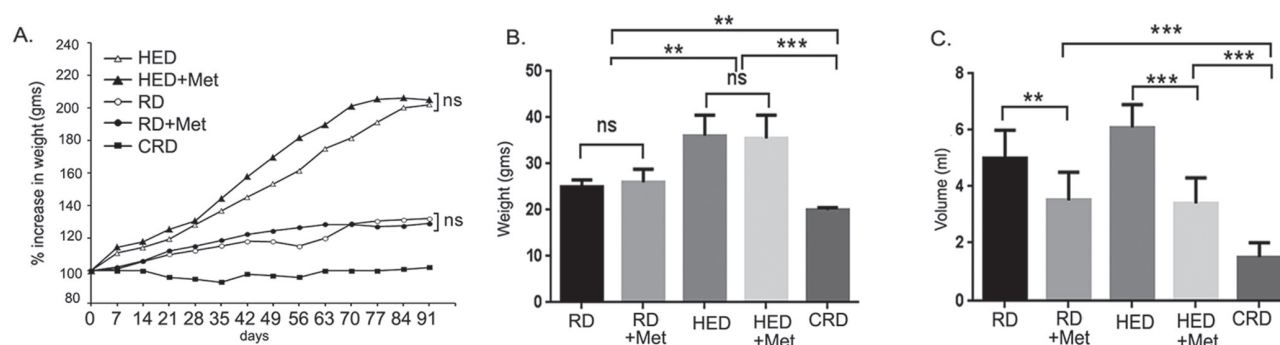 A.
% increase in weight (gms)
240
220
200
180
160
140
120
100
80
HED
HED+Met
RD
RD+Met
CRD
ns
ns
0 7 14 21 28 35 42 49 56 63 70 77 84 91
days
B.
**
**
***
ns
ns
Weight (gms)
50
40
30
20
10
0
RD
RD
+Met
HED
HED
+Met
CRD
C.
***
***
***
**
Volume (ml)
8
6
4
2
0
RD
RD
+Met
HED
HED
+Met
CRD